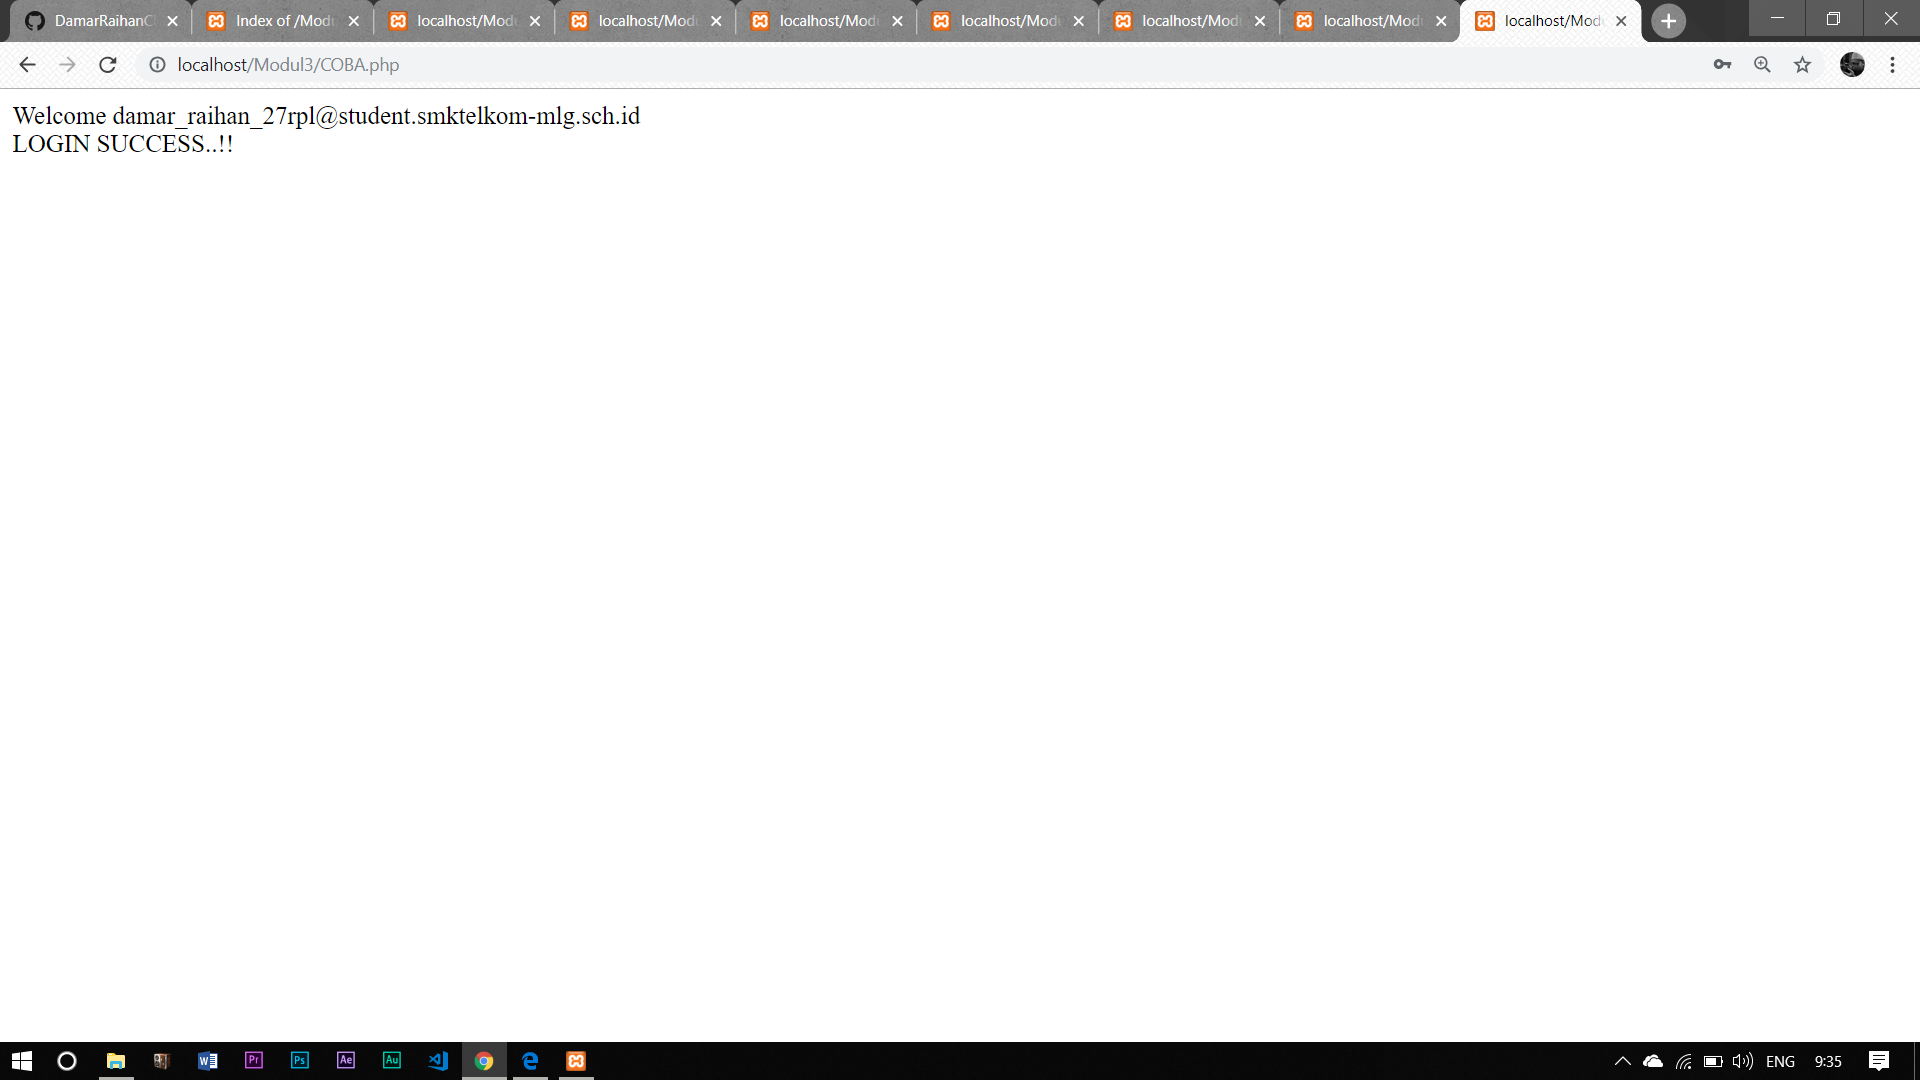 DamarRaihanC
Index of /Modu
localhost/Modu
localhost/Modu
localhost/Modu
localhost/Modu
localhost/Modu
localhost/Modu
localhost/Modu
localhost/Modul3/COBA.php
Welcome damar_raihan_27rpl@student.smktelkom-mlg.sch.id
LOGIN SUCCESS..!!
W Pr Ps Ae Au ENG 9:35